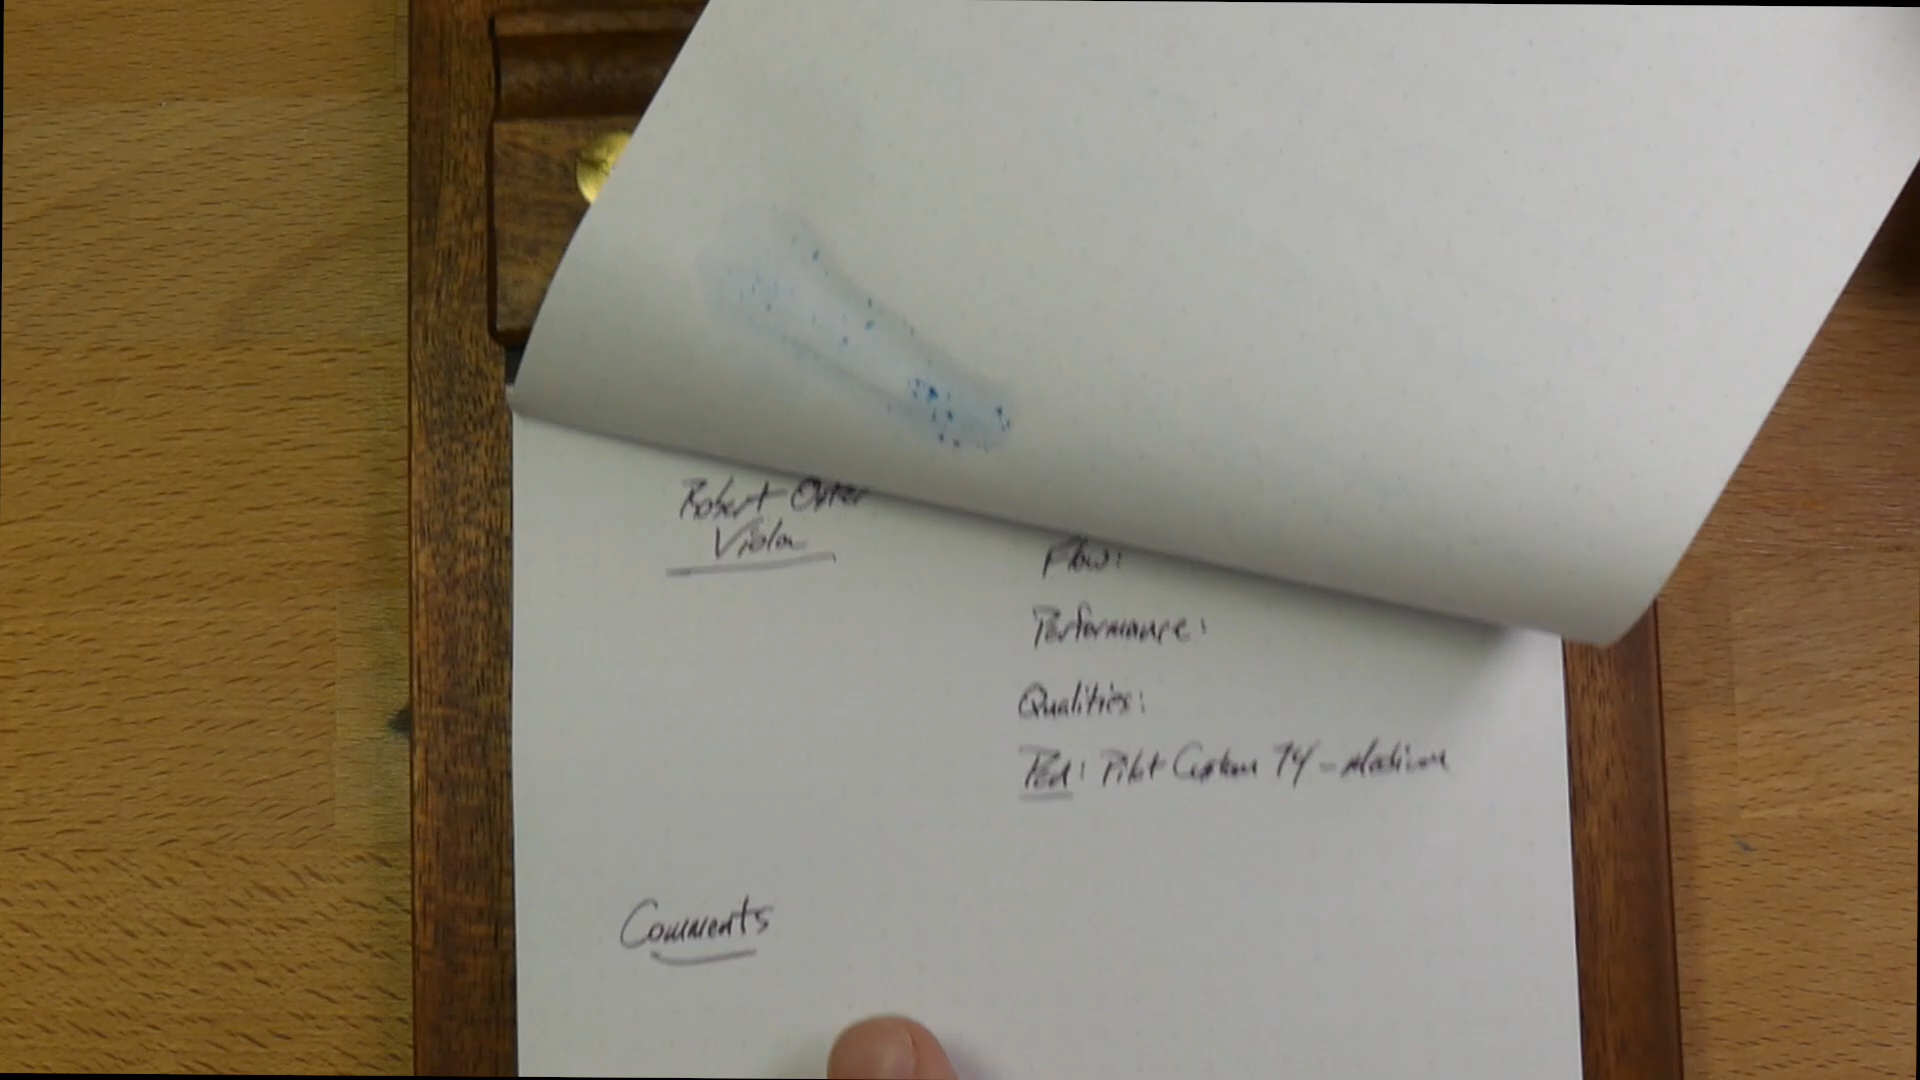 Robert Oster
Viola
Flow:
Performance:
Qualities:
Pen: Pilot Custom 74 - Medium
Comments